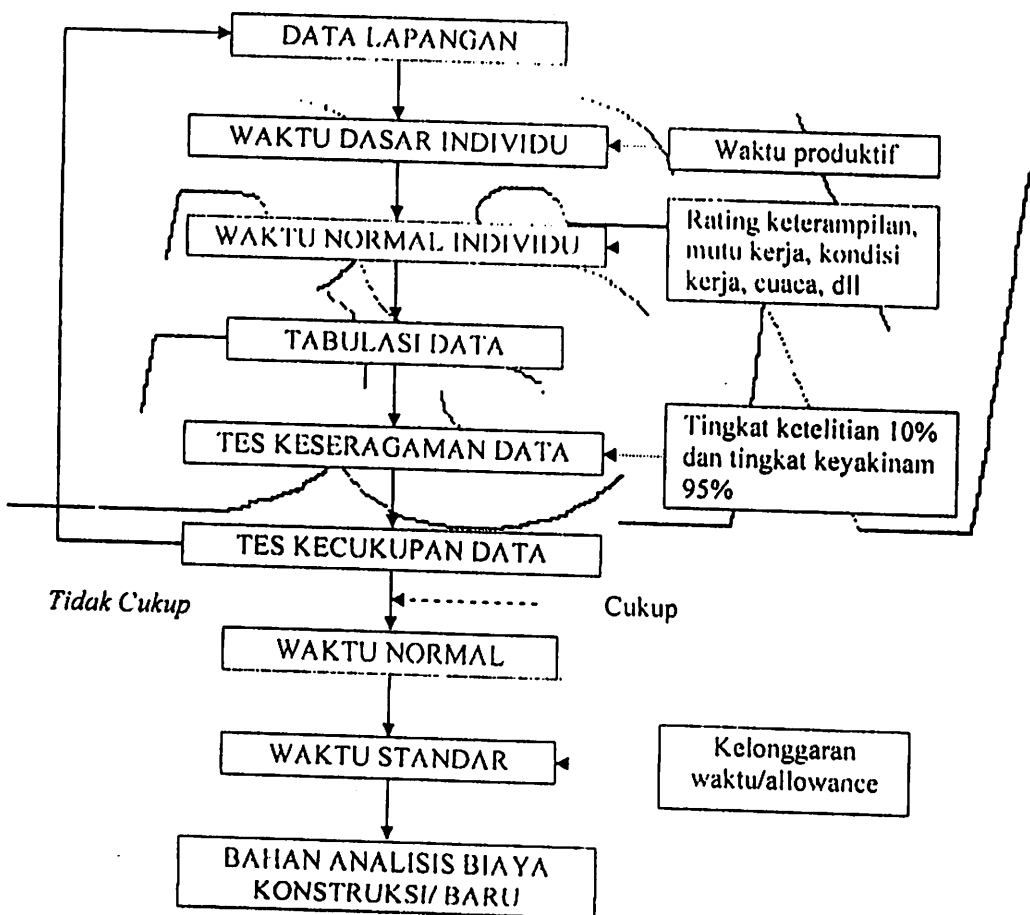 DATA LAPANGAN
WAKTU DASAR INDIVIDU
Waktu produktif
WAKTU NORMAL INDIVIDU
Rating keterampilan,
mutu kerja, kondisi
kerja, cuaca, dll
TABULASI DATA
TES KESERAGAMAN DATA
Tingkat ketelitian 10%
dan tingkat keyakinam
95%
TES KECUKUPAN DATA
Tidak Cukup
Cukup
WAKTU NORMAL
WAKTU STANDAR
Kelonggaran
waktu/allowance
BAHAN ANALISIS BIAYA
KONSTRUKSI/ BARU